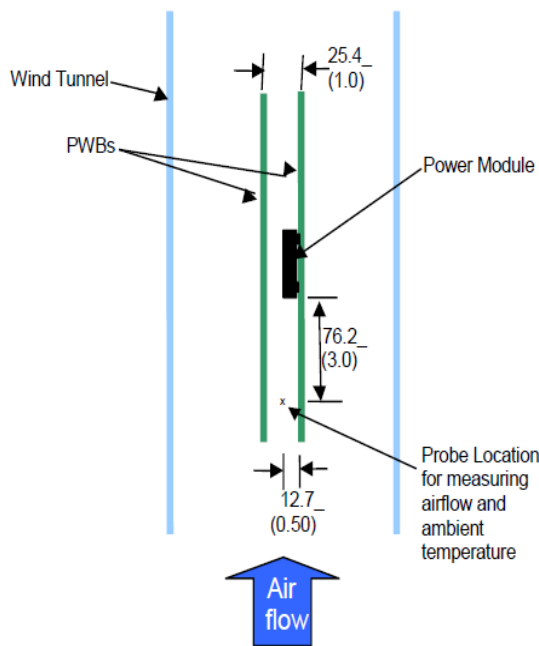 25.4_
(1.0)
Wind Tunnel
PWBs
Power Module
76.2_
(3.0)
x
Probe Location
for measuring
airflow and
ambient
temperature
12.7_
(0.50)
Air
flow